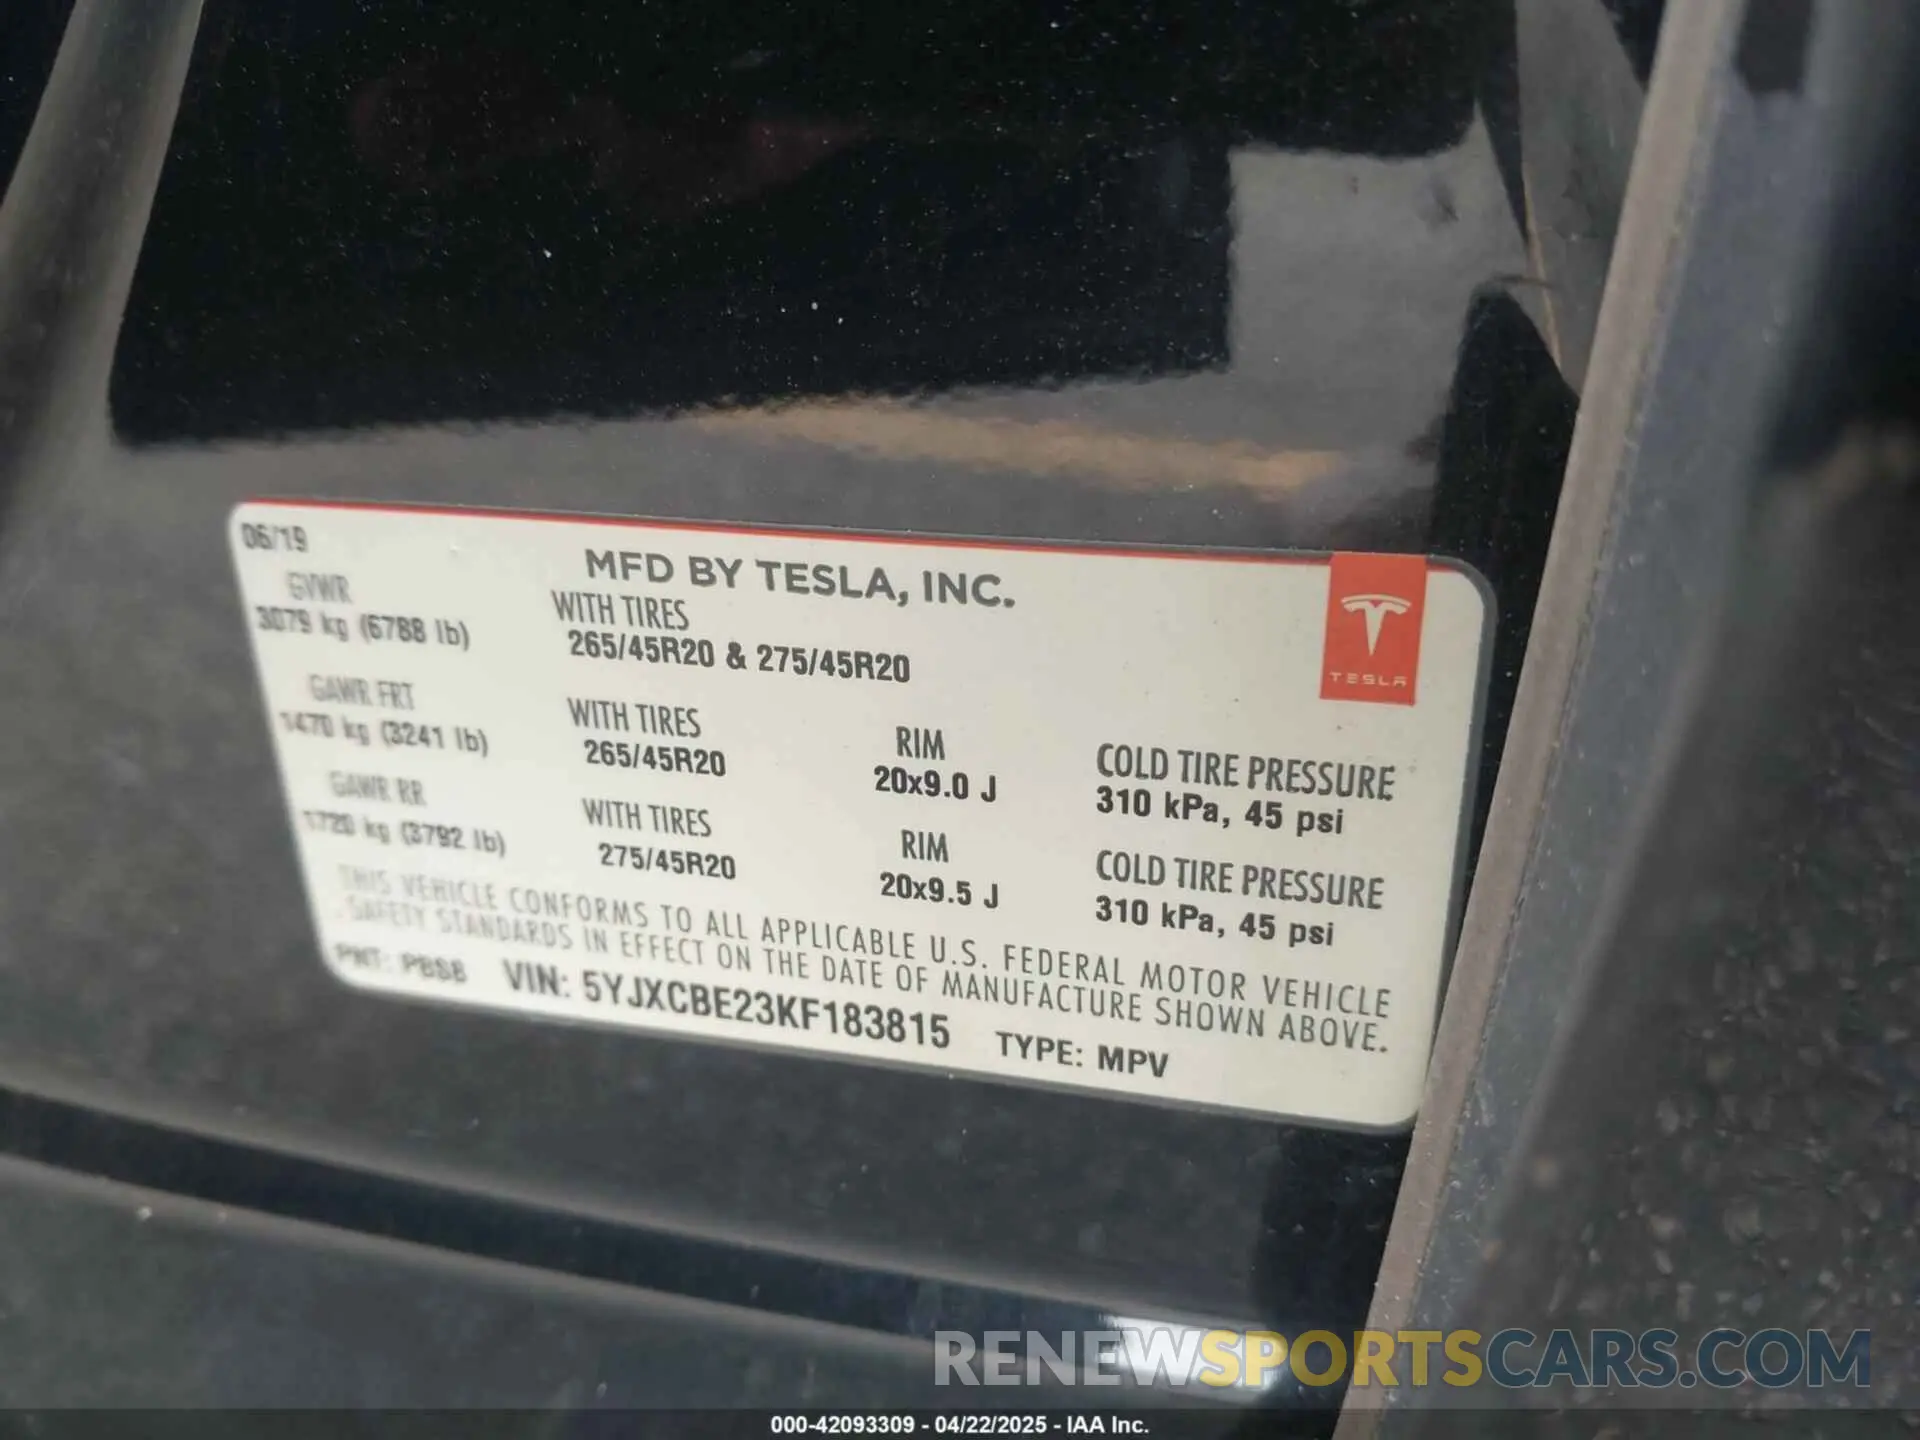 06/19
MFD BY TESLA, INC.
GVWR
3079 kg (6788 lb)
WITH TIRES
265/45R20 & 275/45R20
TESLA
GAWR FRT
1470 kg (3241 lb)
WITH TIRES
265/45R20
RIM
20x9.0 J
COLD TIRE PRESSURE
310 kPa, 45 psi
GAWR RR
1720 kg (3792 lb)
WITH TIRES
275/45R20
RIM
20x9.5 J
COLD TIRE PRESSURE
310 kPa, 45 psi
THIS VEHICLE CONFORMS TO ALL APPLICABLE U.S. FEDERAL MOTOR VEHICLE
SAFETY STANDARDS IN EFFECT ON THE DATE OF MANUFACTURE SHOWN ABOVE.
PNT: PBSB VIN: 5YJXCBE23KF183815 TYPE: MPV
RENEWSPORTSCARS.COM
000-42093309 - 04/22/2025 - IAA Inc.